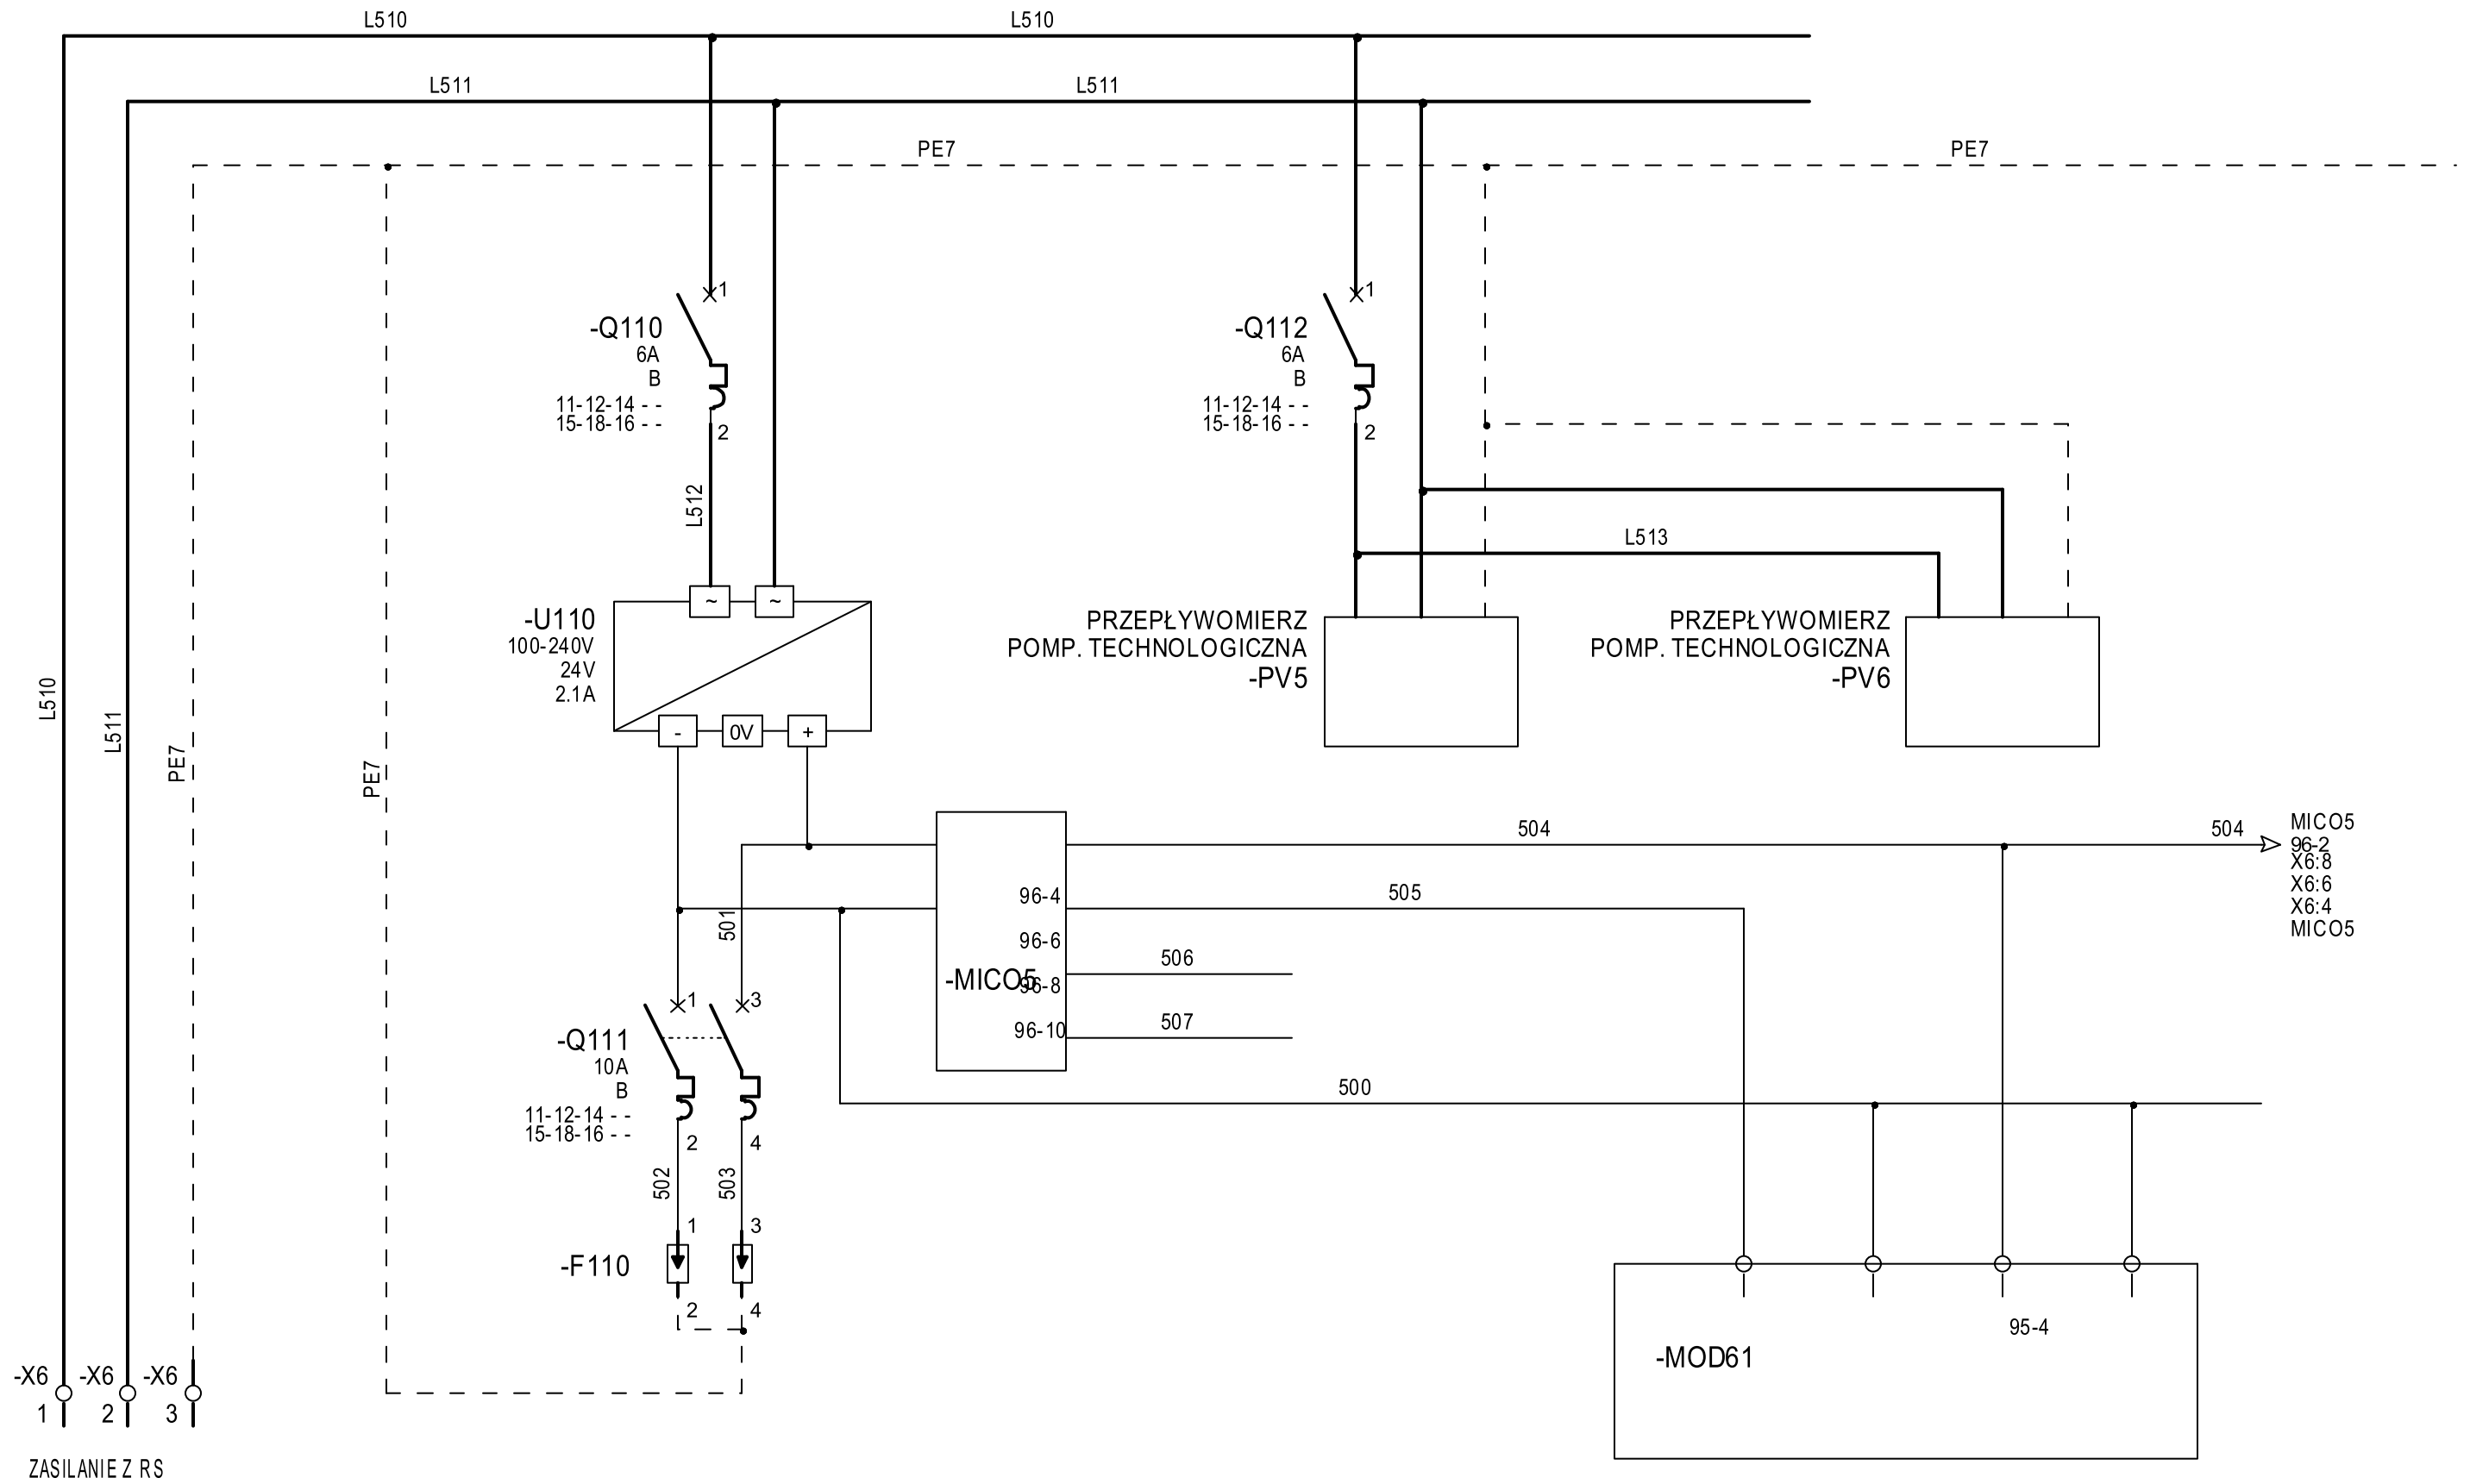 L510
L510
L511
L511
PE7
PE7
1
-Q110
6A
B
11-12-14 - -
15-18-16 - -
2
L512
1
-Q112
6A
B
11-12-14 - -
15-18-16 - -
2
L513
~
~
-U110
100-240V
24V
2.1A
-
0V
+
PRZEPŁYWOMIERZ
POMP. TECHNOLOGICZNA
-PV5
PRZEPŁYWOMIERZ
POMP. TECHNOLOGICZNA
-PV6
L510
L511
PE7
PE7
504
504
MICO5
96-2
X6:8
X6:6
X6:4
MICO5
96-4
505
501
96-6
506
-MICO5
96-8
96-10
507
1
3
-Q111
10A
B
11-12-14 - -
15-18-16 - -
2
4
500
502
503
1
3
-F110
2
4
95-4
-MOD61
-X6
-X6
-X6
1
2
3
ZASILANIE Z RS